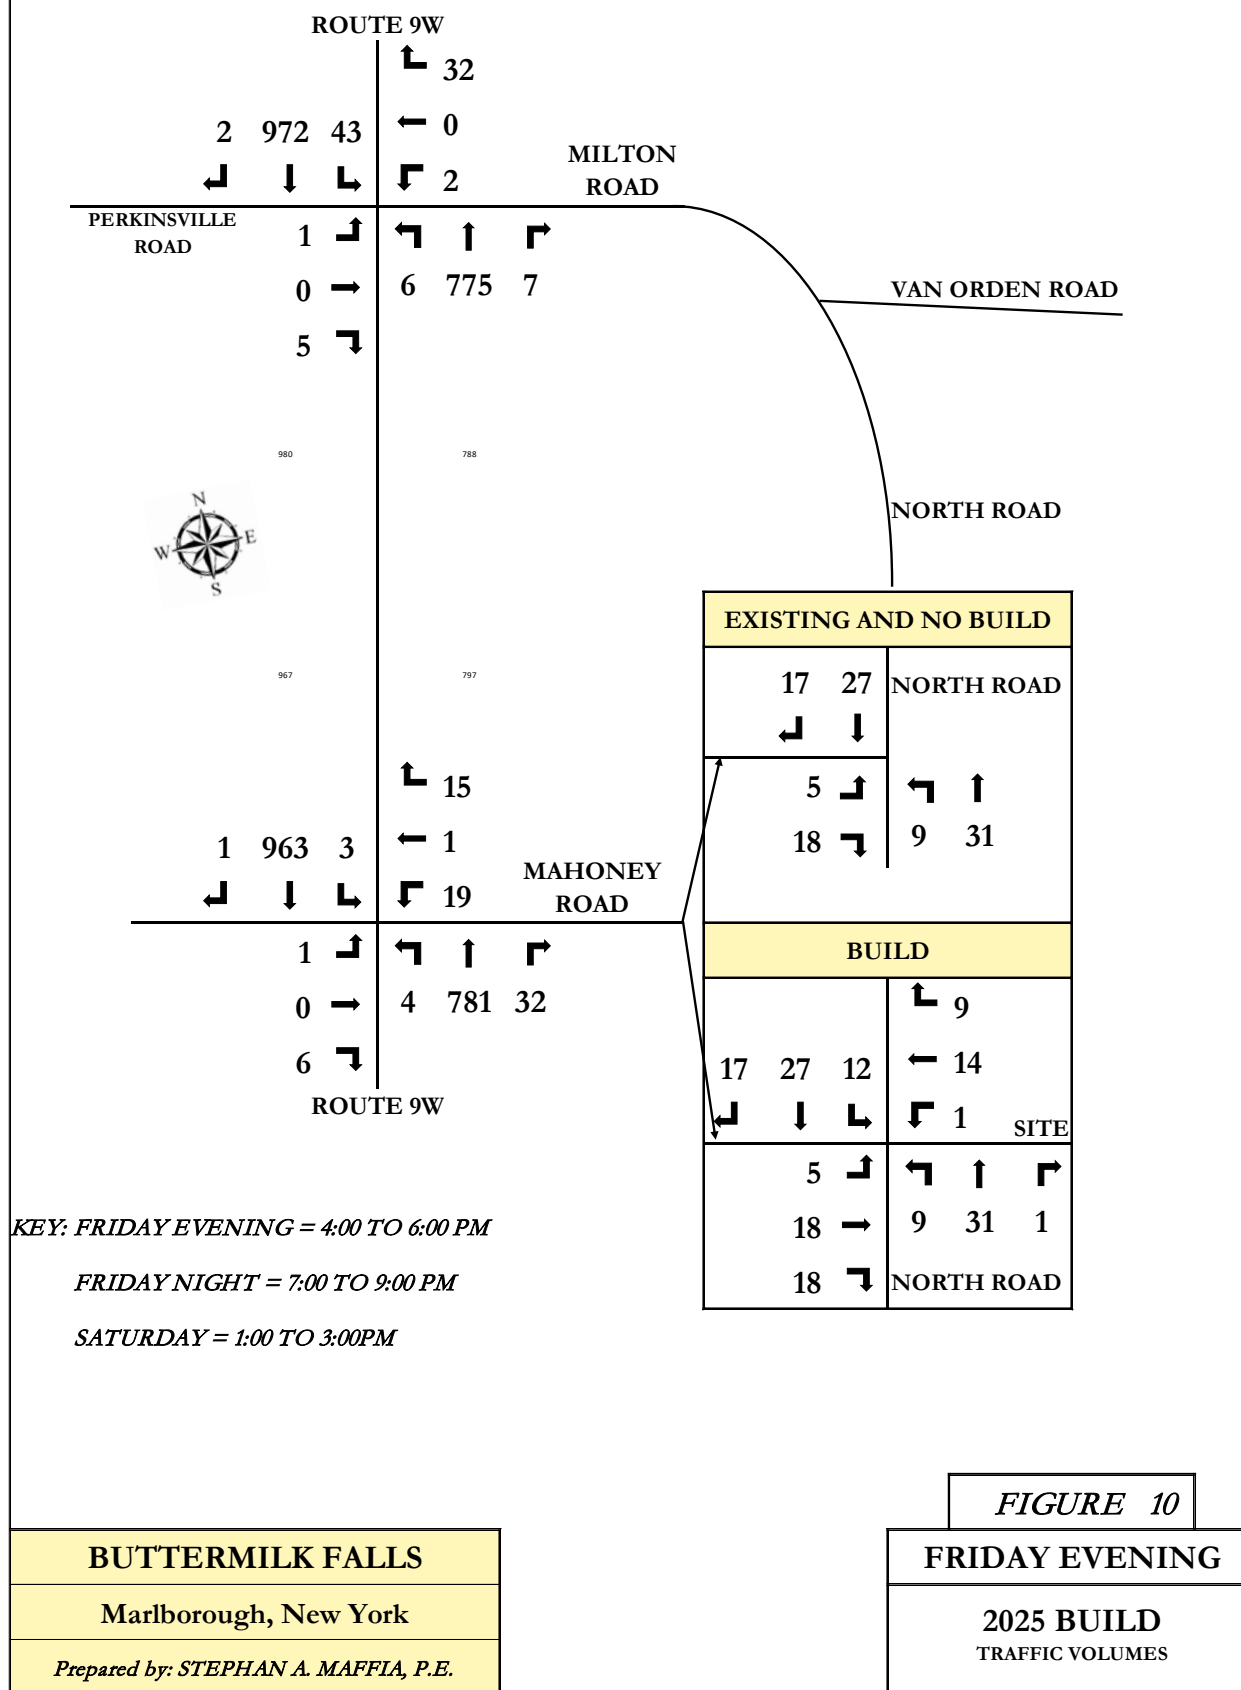 ROUTE 9W
32
0
2 972 43
2
MILTON
ROAD
PERKINSVILLE
ROAD
1
0
5
6 775 7
VAN ORDEN ROAD
980 788
N
W E
S
NORTH ROAD
967 797
15
1
1 963 3
19
MAHONEY
ROAD
1
0
6
4 781 32
ROUTE 9W
EXISTING AND NO BUILD
17 27 NORTH ROAD
5
18
9 31
BUILD
9
14
17 27 12
1
SITE
5
18
18
9 31 1
NORTH ROAD
KEY: FRIDAY EVENING = 4:00 TO 6:00 PM
FRIDAY NIGHT = 7:00 TO 9:00 PM
SATURDAY = 1:00 TO 3:00PM
FIGURE 10
BUTTERMILK FALLS
Marlborough, New York
Prepared by: STEPHAN A. MAFFIA, P.E.
FRIDAY EVENING
2025 BUILD
TRAFFIC VOLUMES